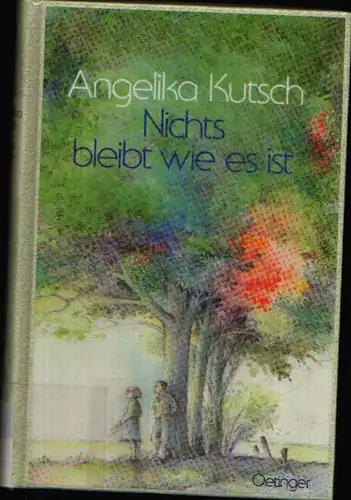 Angelika Kutsch
Nichts
bleibt wie es ist
Oetinger